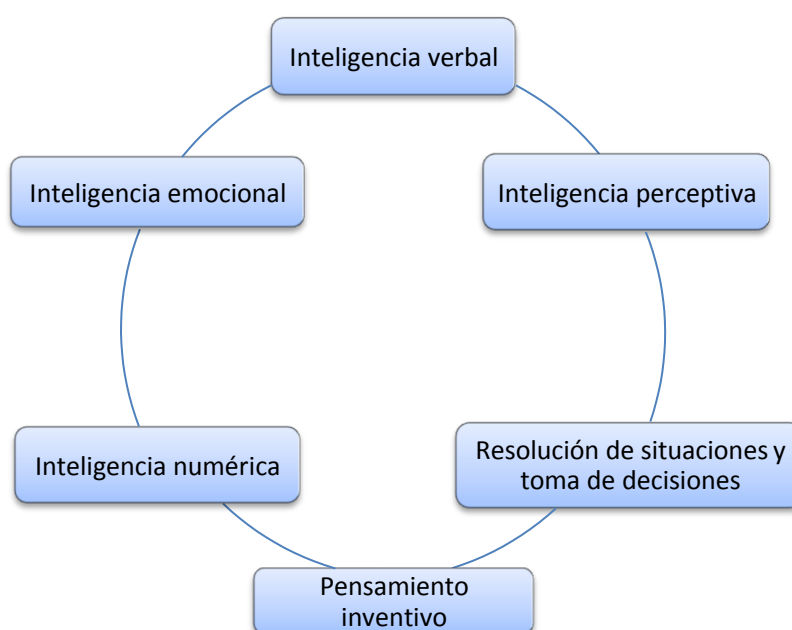 Inteligencia verbal
Inteligencia emocional
Inteligencia perceptiva
Inteligencia numérica
Resolución de situaciones y
toma de decisiones
Pensamiento
inventivo